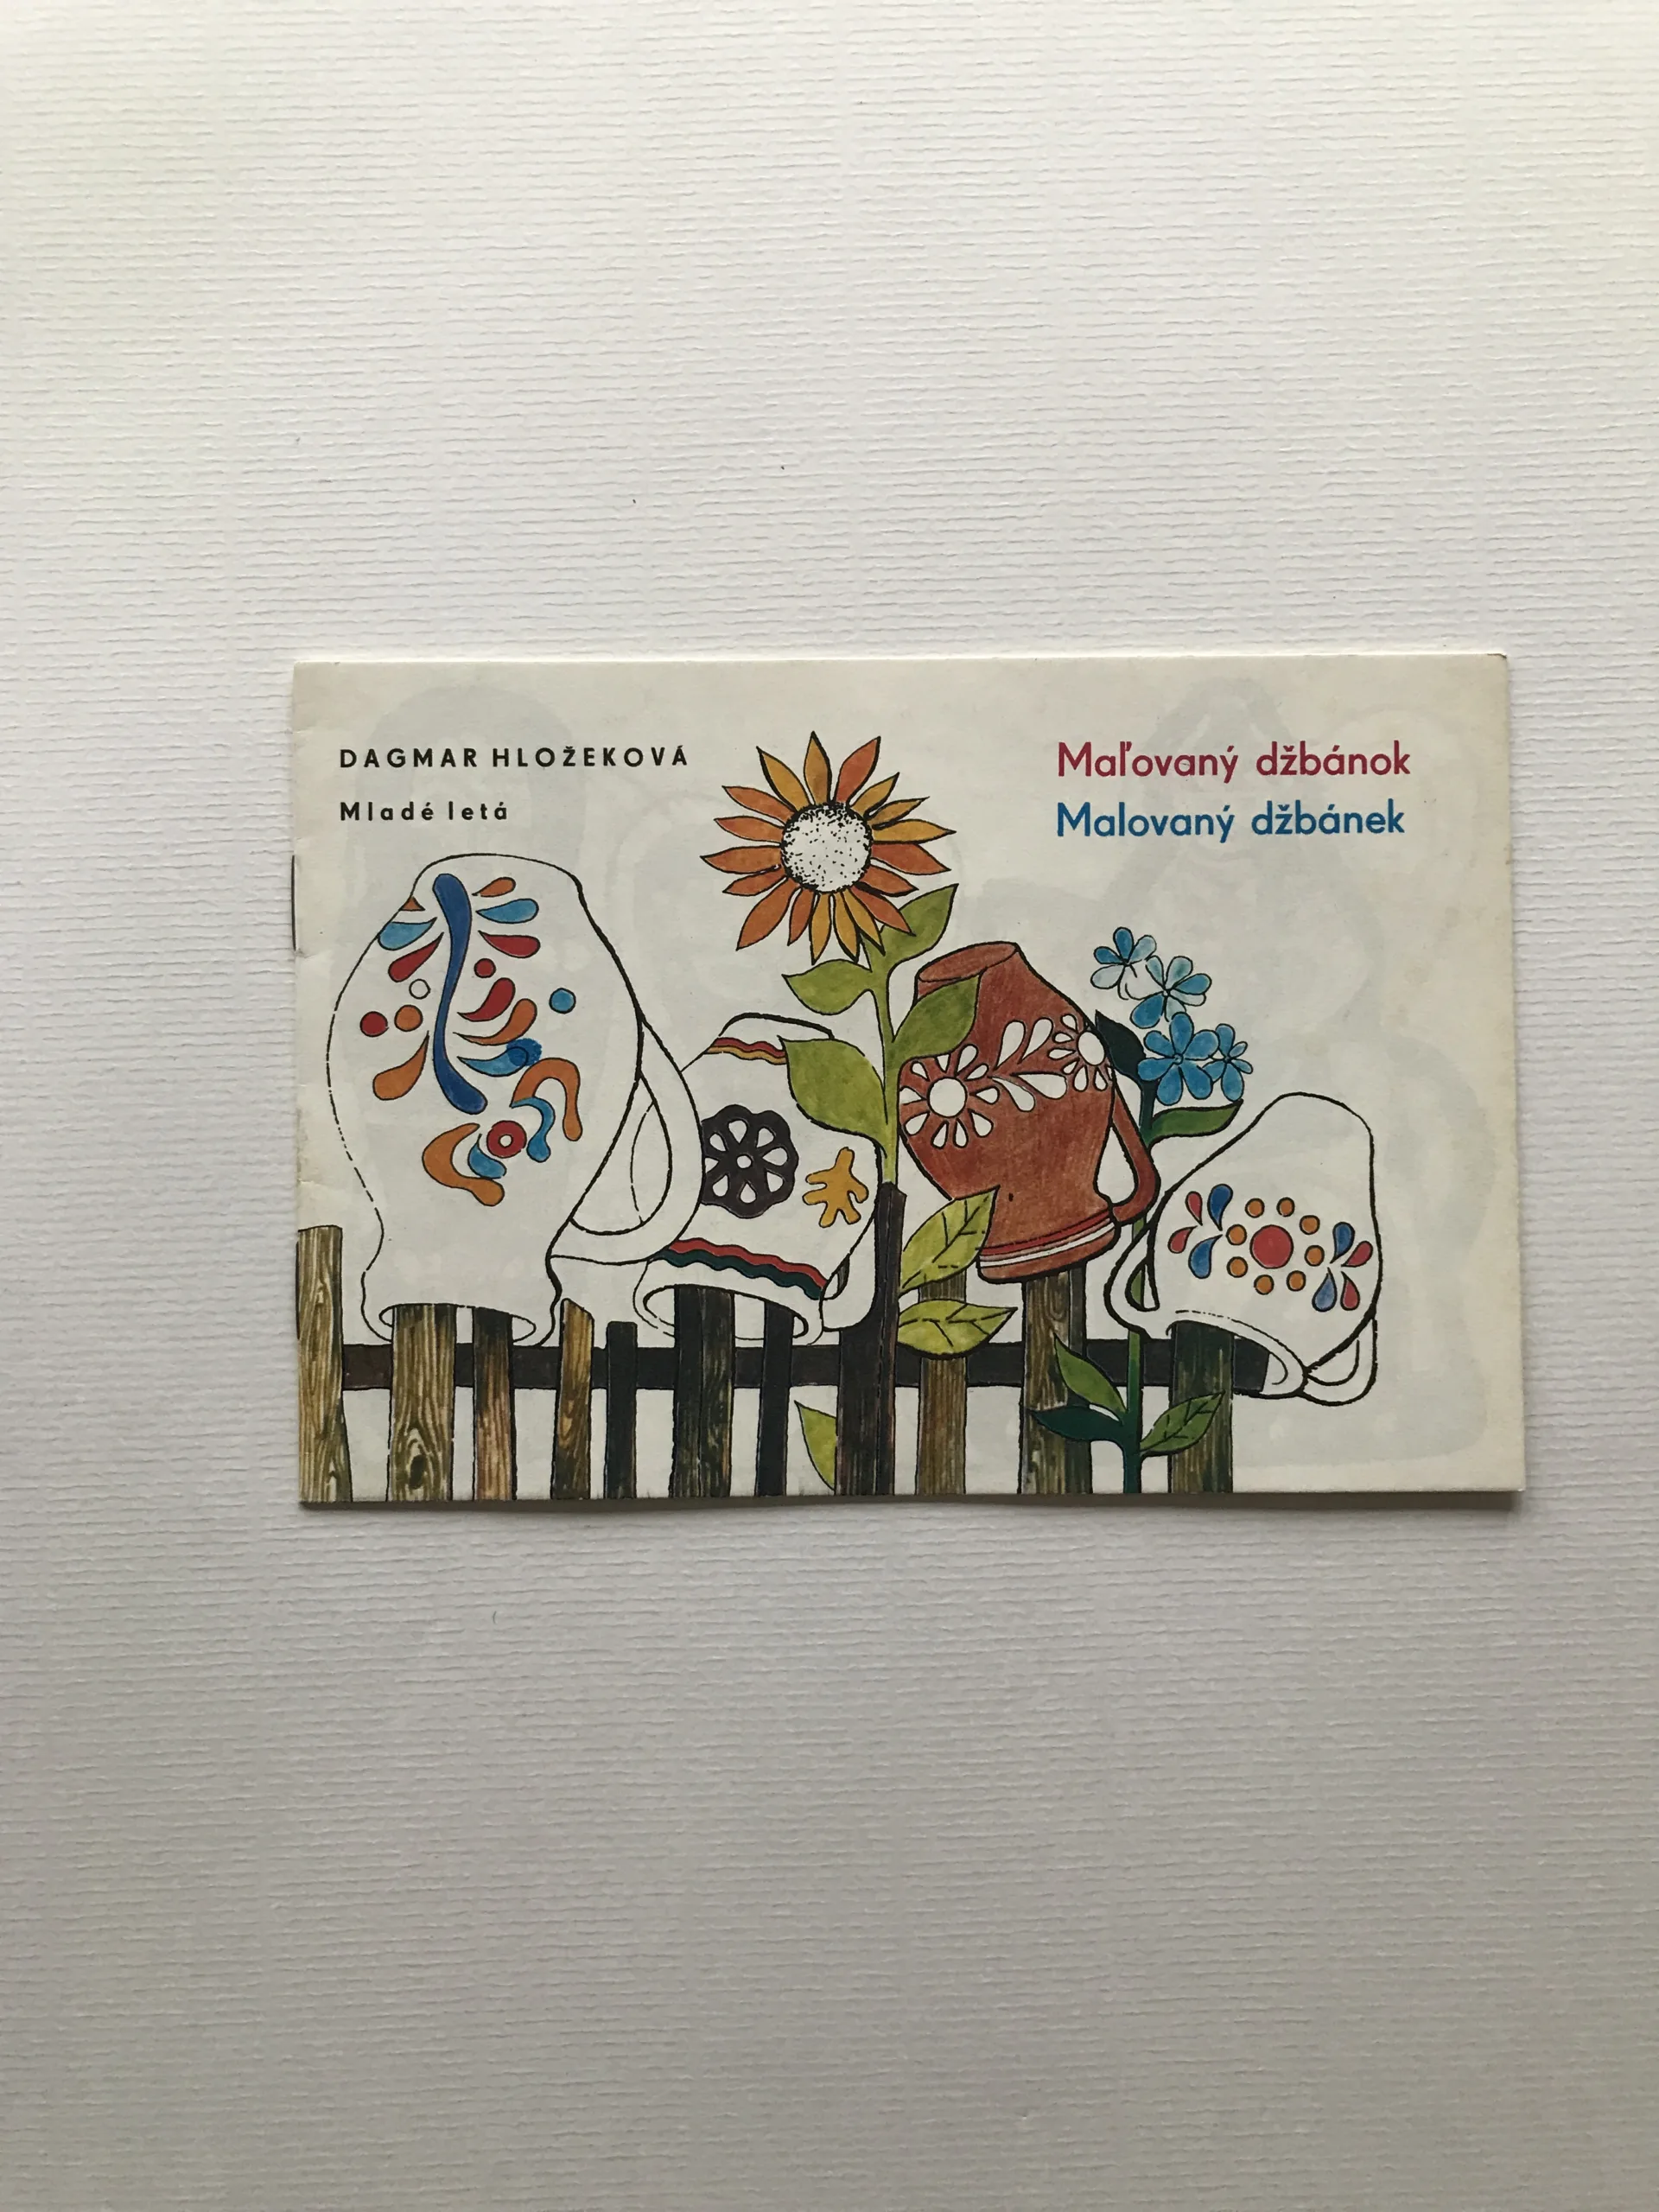 DAGMAR HLOŽEKOVÁ
Mladé letá
Maľovaný džbánok
Malovaný džbánek